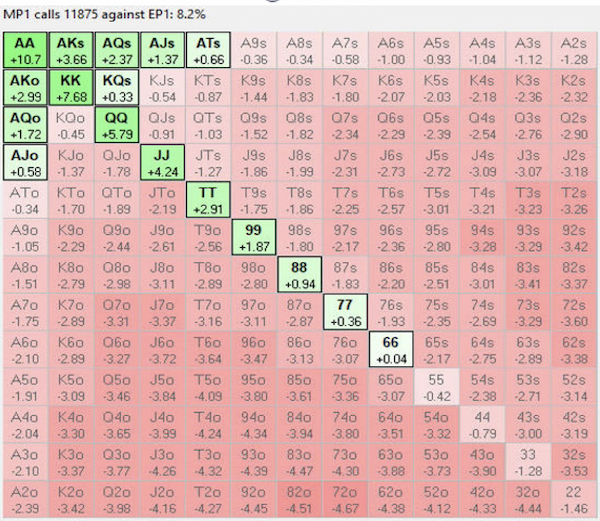 MP1 calls 11875 against EP1: 8.2%
AA AKs AQs AJs ATs A9s A8s A7s A6s A5s A4s A3s A2s
+10.7 +3.66 +2.37 +1.37 +0.66 -0.36 -0.34 -0.58 -1.00 -0.93 -1.04 -1.12 -1.28
AKo KK KQs KJs KTs K9s K8s K7s K6s K5s K4s K3s K2s
+2.99 +7.68 +0.33 -0.54 -0.87 -1.44 -1.83 -1.80 -2.07 -2.03 -2.18 -2.36 -2.32
AQo KQo QQ QJs QTs Q9s Q8s Q7s Q6s Q5s Q4s Q3s Q2s
+1.72 -0.45 +5.79 -0.91 -1.03 -1.52 -1.82 -2.34 -2.29 -2.39 -2.54 -2.76 -2.90
AJo KJo QJo JJ JTs J9s J8s J7s J6s J5s J4s J3s J2s
+0.58 -1.37 -1.78 +4.24 -1.27 -1.86 -1.99 -2.31 -2.73 -2.72 -3.09 -3.07 -3.18
ATo KTo QTo JTo TT T9s T8s T7s T6s T5s T4s T3s T2s
-0.34 -1.70 -1.89 -2.19 +2.91 -1.75 -1.86 -2.25 -2.57 -3.01 -3.21 -3.23 -3.26
A9o K9o Q9o J9o T9o 99 98s 97s 96s 95s 94s 93s 92s
-1.05 -2.29 -2.44 -2.61 -2.56 +1.87 -1.80 -2.17 -2.36 -2.80 -3.28 -3.29 -3.42
A8o K8o Q8o J8o T8o 98o 88 87s 86s 85s 84s 83s 82s
-1.51 -2.79 -2.98 -3.11 -2.89 -2.80 +0.94 -1.83 -2.20 -2.51 -3.01 -3.41 -3.37
A7o K7o Q7o J7o T7o 97o 87o 77 76s 75s 74s 73s 72s
-1.75 -2.89 -3.31 -3.37 -3.16 -3.11 -2.87 +0.36 -1.93 -2.35 -2.69 -3.29 -3.60
A6o K6o Q6o J6o T6o 96o 86o 76o 66 65s 64s 63s 62s
-2.10 -2.89 -3.27 -3.72 -3.64 -3.47 -3.13 -3.07 +0.04 -2.17 -2.75 -2.89 -3.38
A5o K5o Q5o J5o T5o 95o 85o 75o 65o 55 54s 53s 52s
-1.91 -3.09 -3.46 -3.84 -4.09 -3.80 -3.61 -3.36 -3.07 -0.42 -2.38 -2.71 -3.14
A4o K4o Q4o J4o T4o 94o 84o 74o 64o 54o 44 43s 42s
-2.04 -3.30 -3.65 -3.99 -4.24 -4.34 -3.94 -3.80 -3.51 -3.32 -0.79 -3.00 -3.19
A3o K3o Q3o J3o T3o 93o 83o 73o 63o 53o 43o 33 32s
-2.10 -3.37 -3.77 -4.26 -4.32 -4.39 -4.47 -4.30 -3.88 -3.73 -3.90 -1.28 -3.53
A2o K2o Q2o J2o T2o 92o 82o 72o 62o 52o 42o 32o 22
-2.39 -3.42 -3.98 -4.16 -4.27 -4.45 -4.51 -4.67 -4.38 -4.12 -4.33 -4.44 -1.46